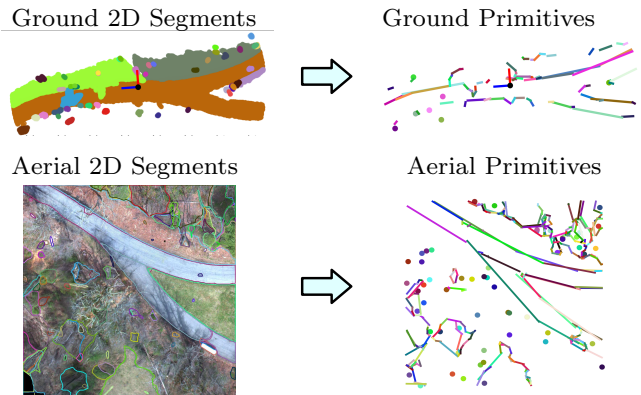 Ground 2D Segments
Ground Primitives
Aerial 2D Segments
Aerial Primitives